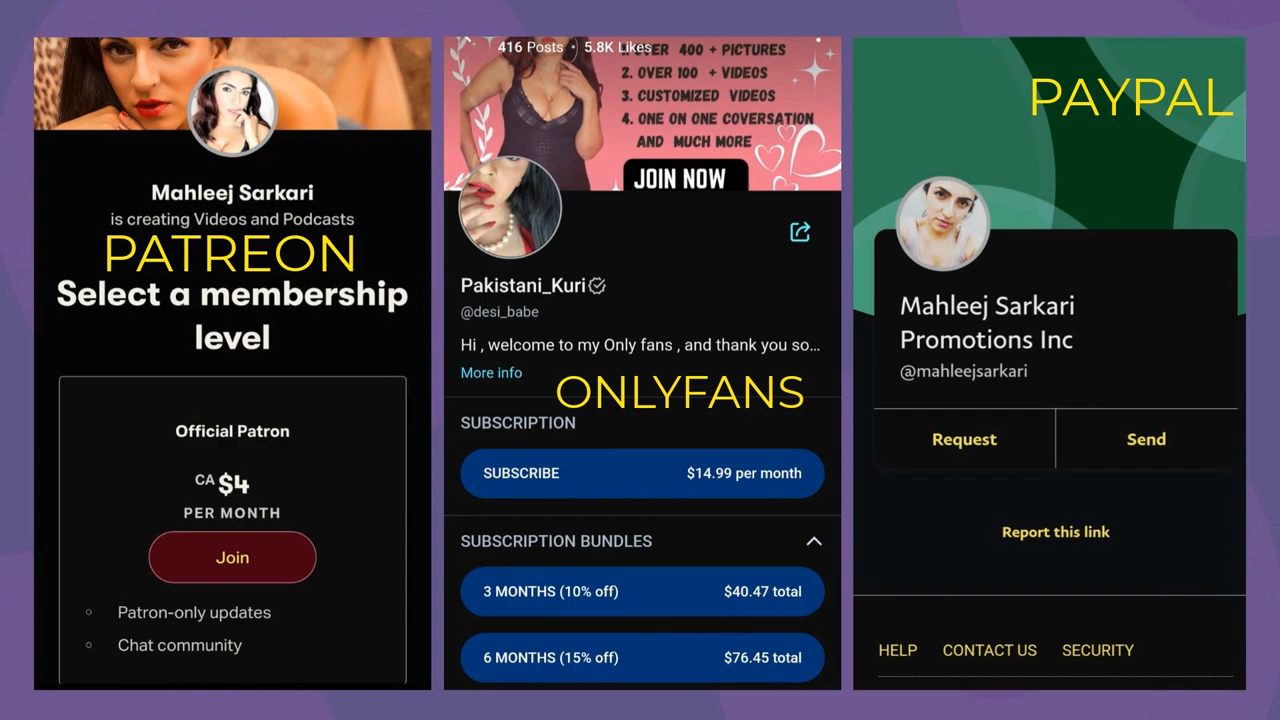 Mahleej Sarkari
is creating Videos and Podcasts
PATREON
Select a membership
level
Official Patron
CA $4
PER MONTH
Join
Patron-only updates
Chat community
416 Posts • 5.8K Likes
1. OVER 400 + PICTURES
2. OVER 100 + VIDEOS
3. CUSTOMIZED VIDEOS
4. ONE ON ONE COVERSATION
AND MUCH MORE
JOIN NOW
Pakistani_Kuri
@desi_babe
Hi , welcome to my Only fans , and thank you so...
More info
ONLYFANS
SUBSCRIPTION
SUBSCRIBE $14.99 per month
SUBSCRIPTION BUNDLES
3 MONTHS (10% off) $40.47 total
6 MONTHS (15% off) $76.45 total
PAYPAL
Mahleej Sarkari
Promotions Inc
@mahleejsarkari
Request Send
Report this link
HELP CONTACT US SECURITY